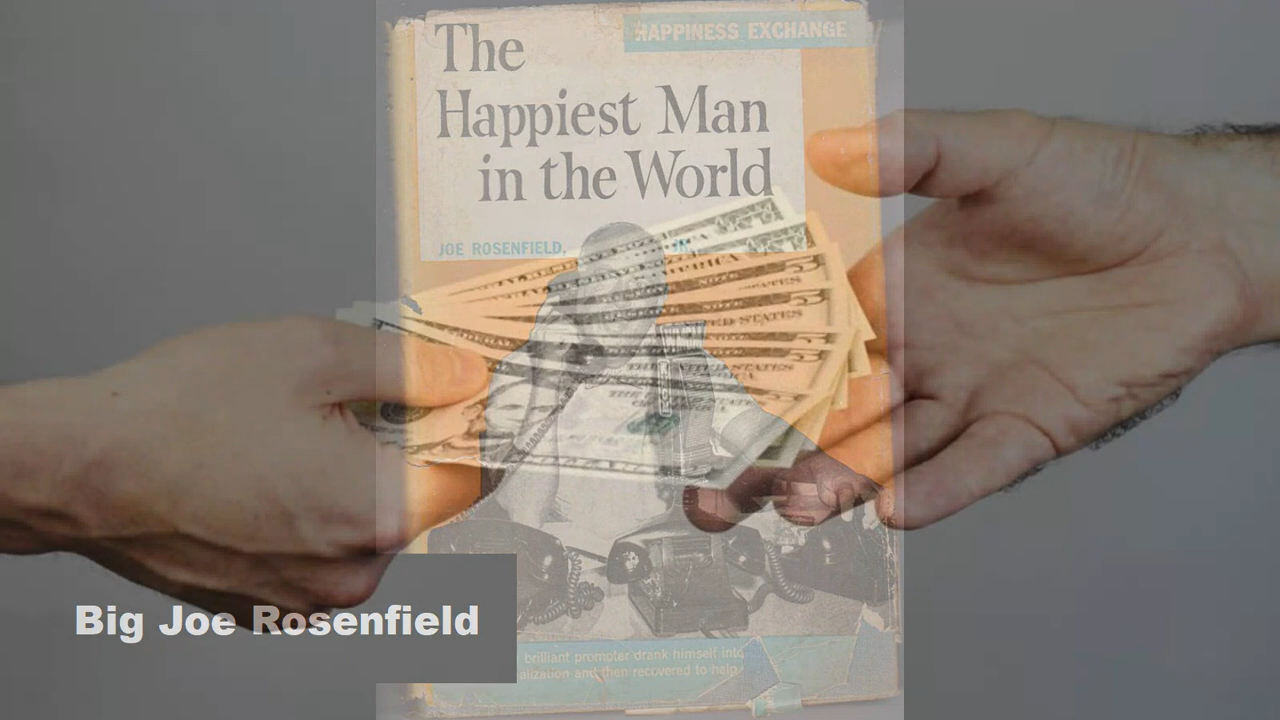 HAPPINESS EXCHANGE
The
Happiest Man
in the World
JOE ROSENFIELD, JR.
Big Joe Rosenfield
brilliant promoter drank himself into
and then recovered to help